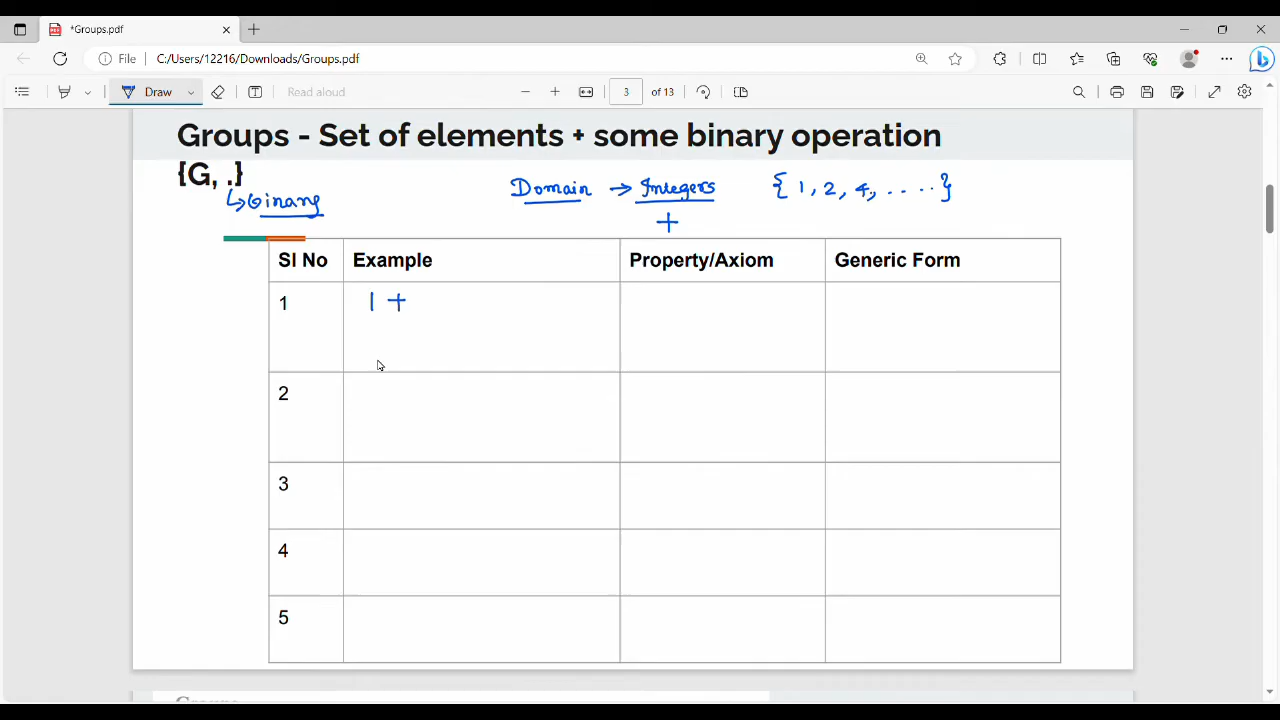 *Groups.pdf
File C:/Users/12216/Downloads/Groups.pdf
Draw Read aloud 3 of 13
Groups - Set of elements + some binary operation
{G, .}
Domain → Integers { 1, 2, 4, ..... }
↳ Binary
+
Sl No Example Property/Axiom Generic Form
1 1 +
2
3
4
5